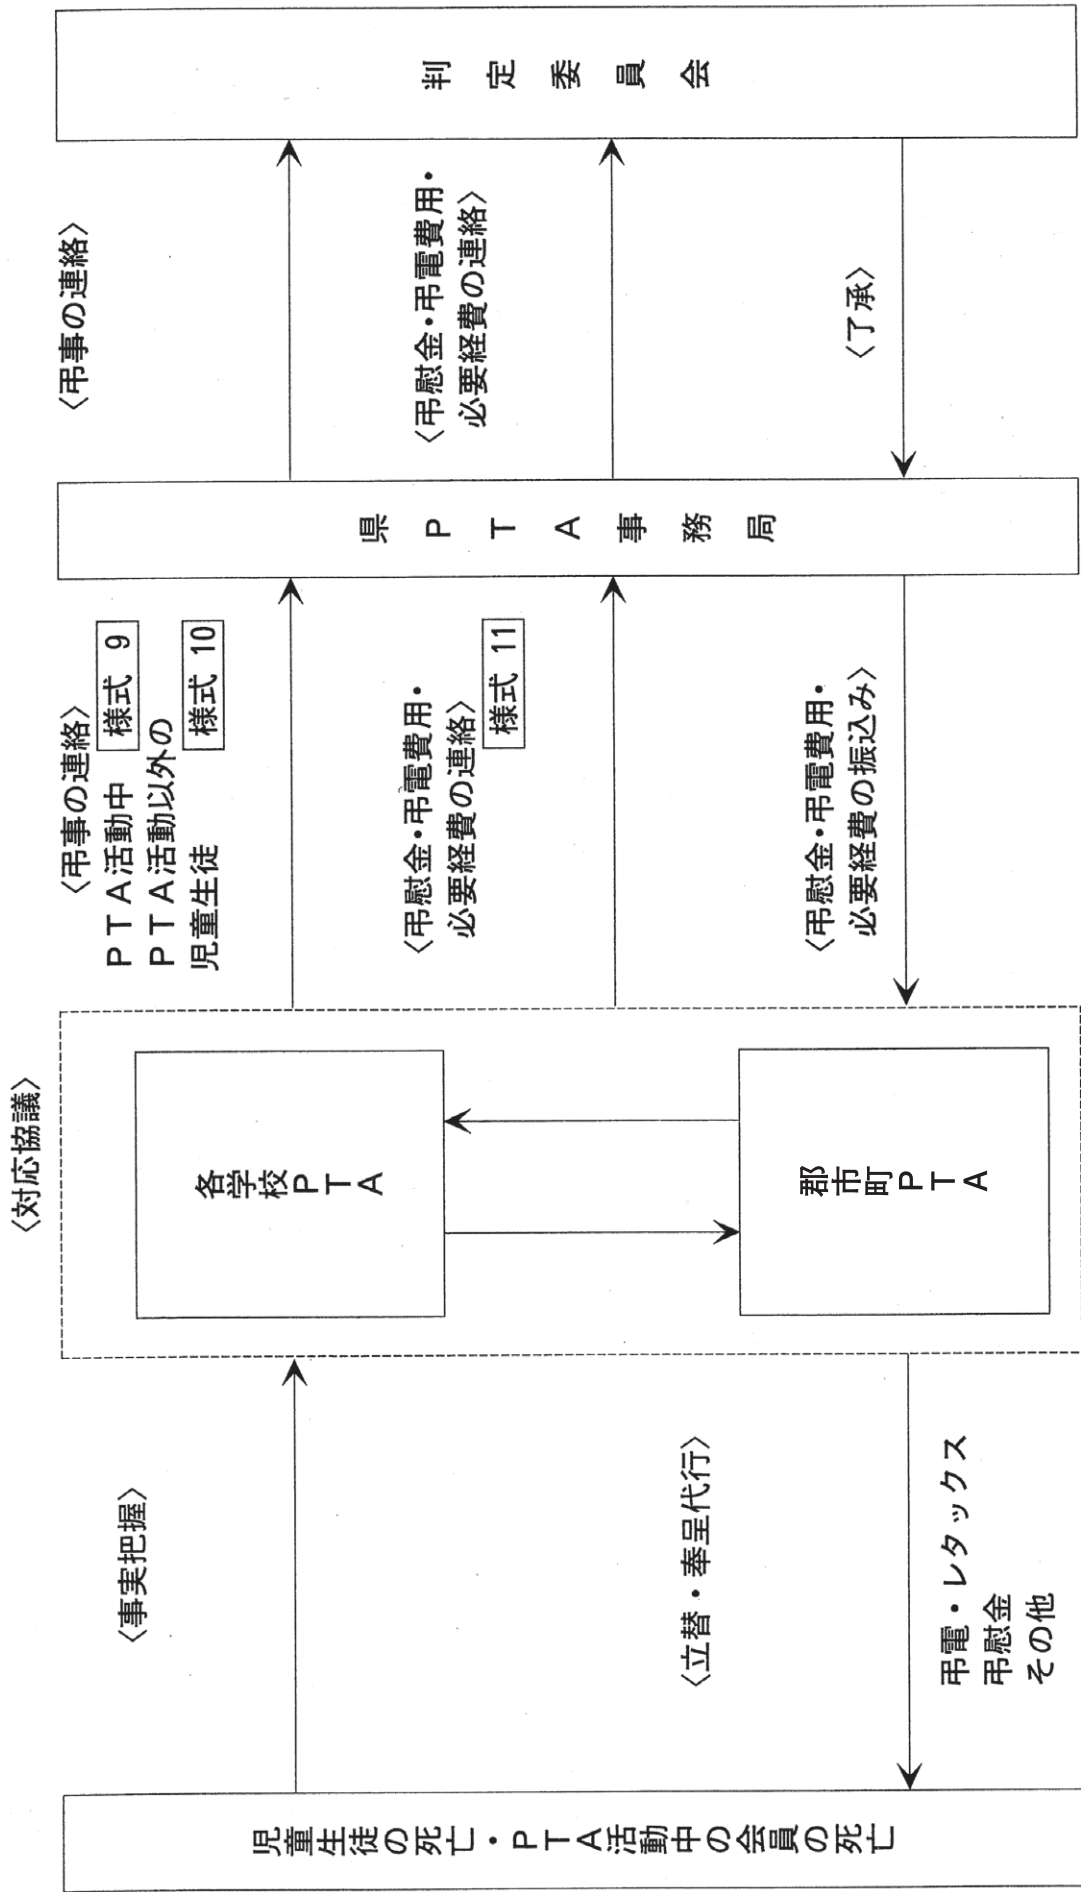 〈対応協議〉
児童生徒の死亡・PTA活動中の会員の死亡
〈事実把握〉
〈立替・奉呈代行〉
弔電・レタックス
弔慰金
その他
各学校PTA
郡市町PTA
〈弔事の連絡〉
PTA活動中 様式 9
PTA活動以外の
児童生徒 様式 10
〈弔慰金・弔電費用・
必要経費の連絡〉
様式 11
〈弔慰金・弔電費用・
必要経費の振込み〉
県PTA事務局
〈弔事の連絡〉
〈弔慰金・弔電費用・
必要経費の連絡〉
〈了承〉
判定委員会